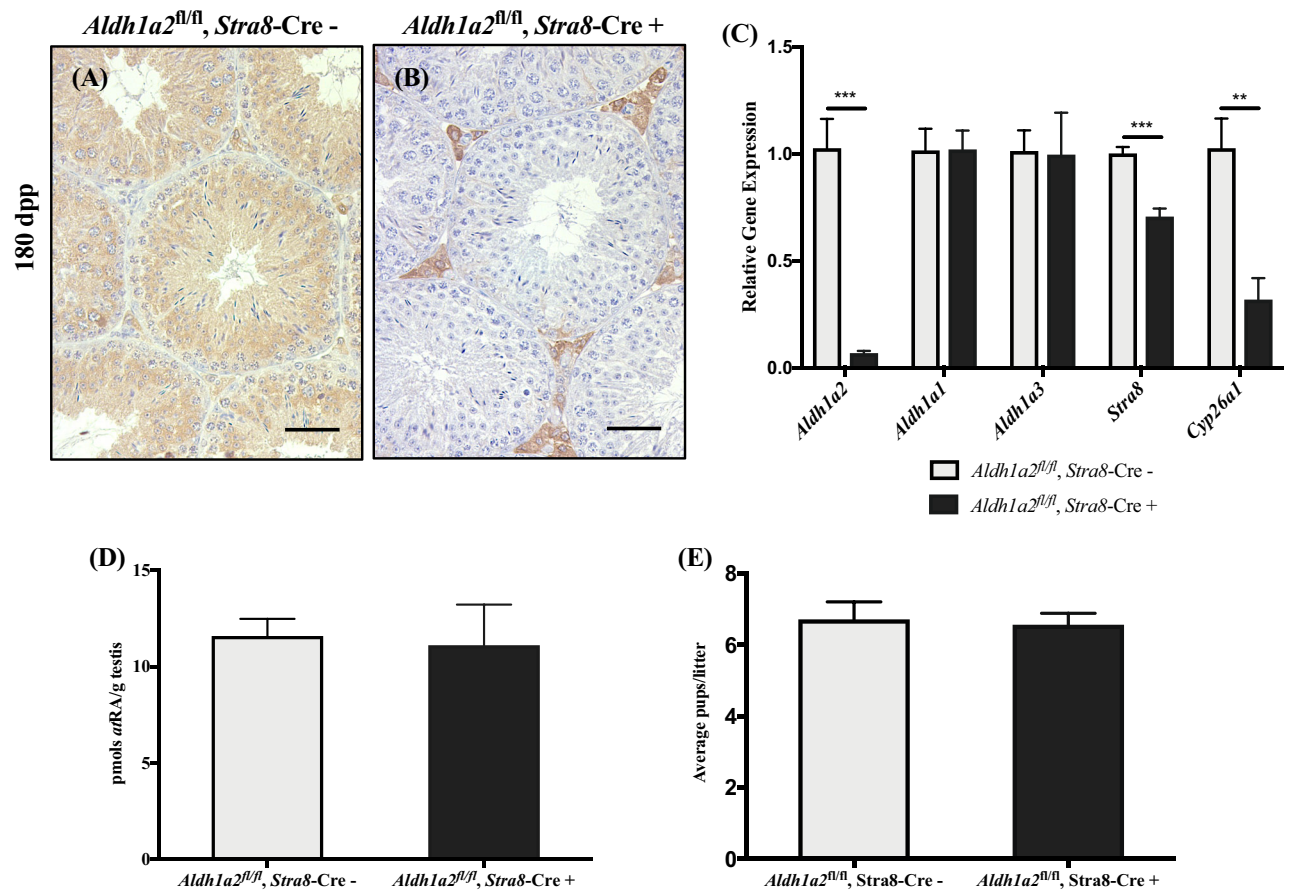 Aldh1a2fl/fl, Stra8-Cre -
Aldh1a2fl/fl, Stra8-Cre +
(A)
(B)
180 dpp
(C)
Relative Gene Expression
1.5
1.0
0.5
0.0
***
***
**
Aldh1a2
Aldh1a1
Aldh1a3
Stra8
Cyp26a1
Aldh1a2fl/fl, Stra8-Cre -
Aldh1a2fl/fl, Stra8-Cre +
(D)
pmols atRA/g testis
15
10
5
0
Aldh1a2fl/fl, Stra8-Cre -
Aldh1a2fl/fl, Stra8-Cre +
(E)
Average pups/litter
8
6
4
2
0
Aldh1a2fl/fl, Stra8-Cre -
Aldh1a2fl/fl, Stra8-Cre +